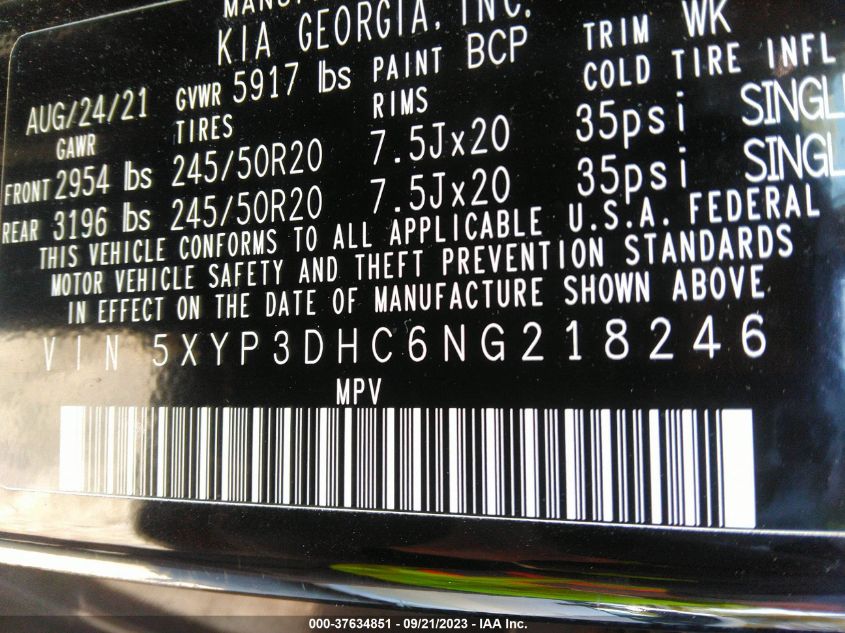 KIA GEORGIA, INC.
AUG/24/21 GVWR 5917 lbs PAINT BCP TRIM WK
GAWR TIRES RIMS COLD TIRE INFL
FRONT 2954 lbs 245/50R20 7.5Jx20 35psi SINGL
REAR 3196 lbs 245/50R20 7.5Jx20 35psi SINGL
THIS VEHICLE CONFORMS TO ALL APPLICABLE U.S.A. FEDERAL
MOTOR VEHICLE SAFETY AND THEFT PREVENTION STANDARDS
IN EFFECT ON THE DATE OF MANUFACTURE SHOWN ABOVE
VIN 5XYP3DHC6NG218246
MPV
000-37634851 - 09/21/2023 - IAA Inc.